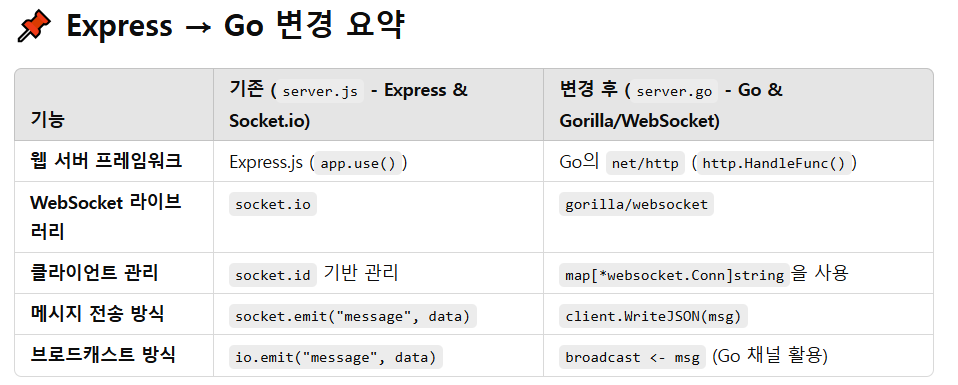 📌 Express → Go 변경 요약
기능
기존 ( server.js - Express &
Socket.io)
변경 후 ( server.go - Go &
Gorilla/WebSocket)
웹 서버 프레임워크
Express.js ( app.use() )
Go의 net/http ( http.HandleFunc() )
WebSocket 라이브
러리
socket.io
gorilla/websocket
클라이언트 관리
socket.id 기반 관리
map[*websocket.Conn]string 을 사용
메시지 전송 방식
socket.emit("message", data)
client.WriteJSON(msg)
브로드캐스트 방식
io.emit("message", data)
broadcast <- msg (Go 채널 활용)